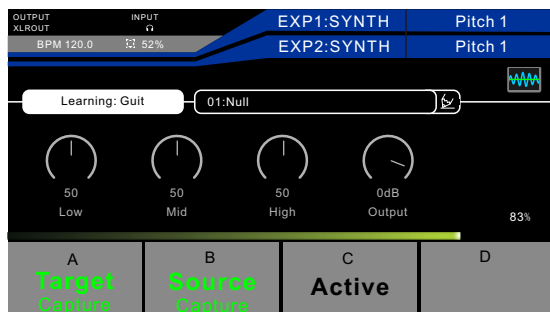 OUTPUT INPUT
XLROUT
BPM 120.0 52%
EXP1:SYNTH Pitch 1
EXP2:SYNTH Pitch 1
Learning: Guit 01:Null
50 50 50 0dB
Low Mid High Output
83%
A B C D
Target Source Active
Capture Capture